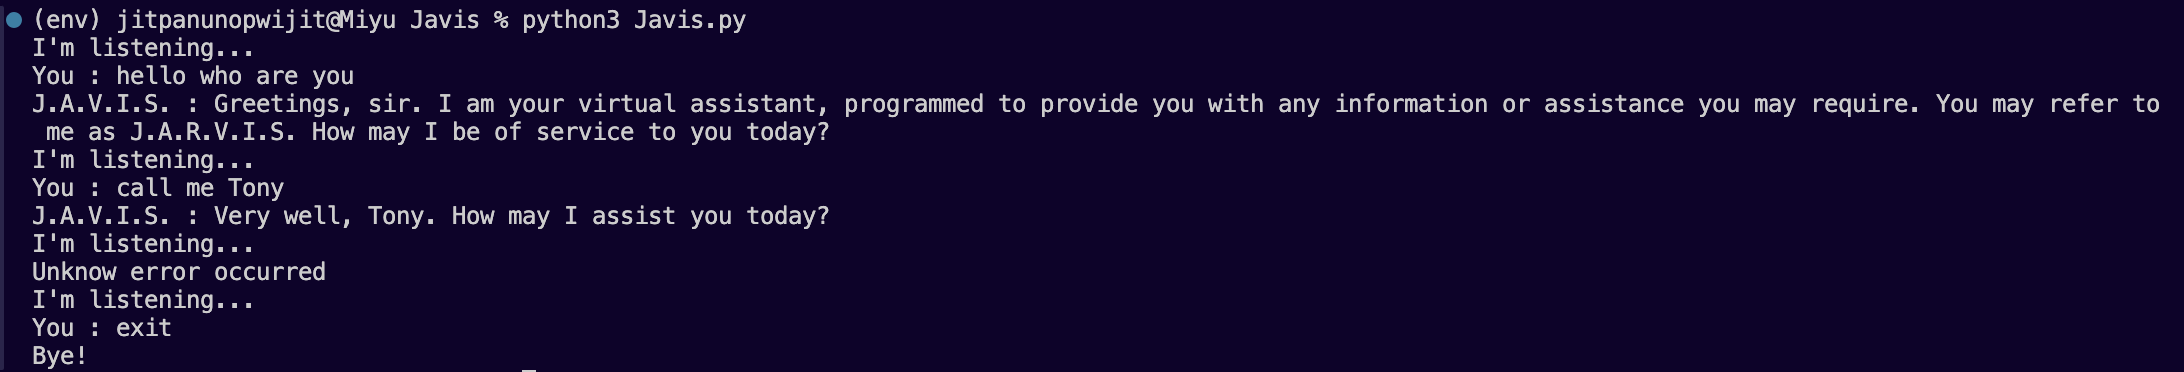 (env) jitpanunopwijit@Miyu Javis % python3 Javis.py
I'm listening...
You : hello who are you
J.A.V.I.S. : Greetings, sir. I am your virtual assistant, programmed to provide you with any information or assistance you may require. You may refer to
me as J.A.R.V.I.S. How may I be of service to you today?
I'm listening...
You : call me Tony
J.A.V.I.S. : Very well, Tony. How may I assist you today?
I'm listening...
Unknow error occurred
I'm listening...
You : exit
Bye!